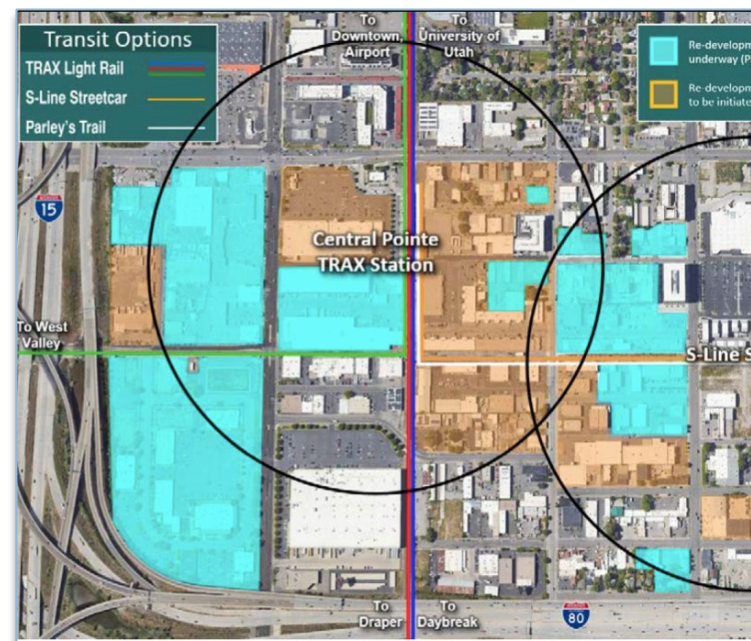 Transit Options
TRAX Light Rail
S-Line Streetcar
Parley's Trail
To
Downtown,
Airport
To
University of
Utah
Re-developm
underway (P
Re-developm
to be initiate
15
Central Pointe
TRAX Station
To West
Valley
S-Line S
To
Draper
To
Daybreak
80